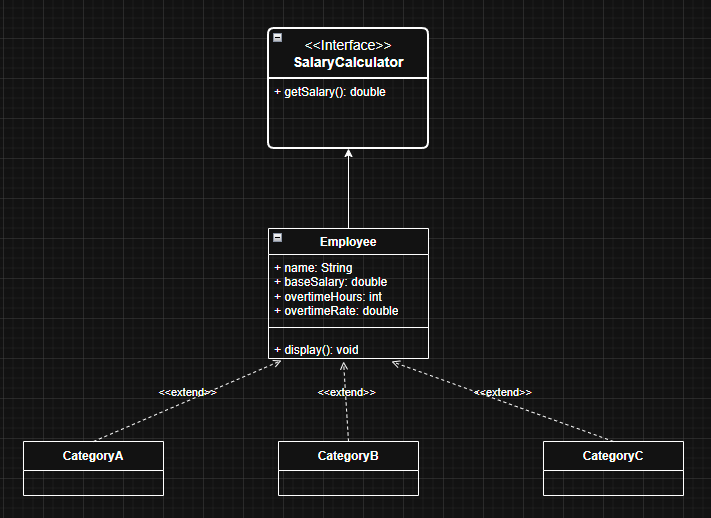 <<Interface>>
SalaryCalculator
+ getSalary(): double
Employee
+ name: String
+ baseSalary: double
+ overtimeHours: int
+ overtimeRate: double
+ display(): void
<<extend>>
<<extend>>
<<extend>>
CategoryA
CategoryB
CategoryC